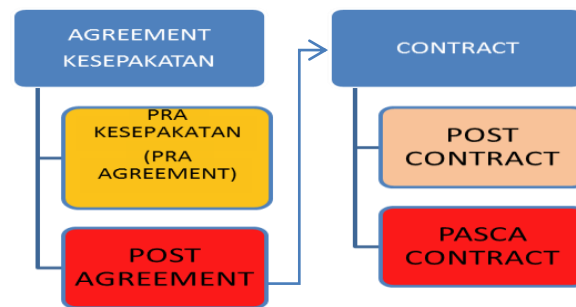 AGREEMENT
KESEPAKATAN
PRA
KESEPAKATAN
(PRA
AGREEMENT)
POST
AGREEMENT
CONTRACT
POST
CONTRACT
PASCA
CONTRACT